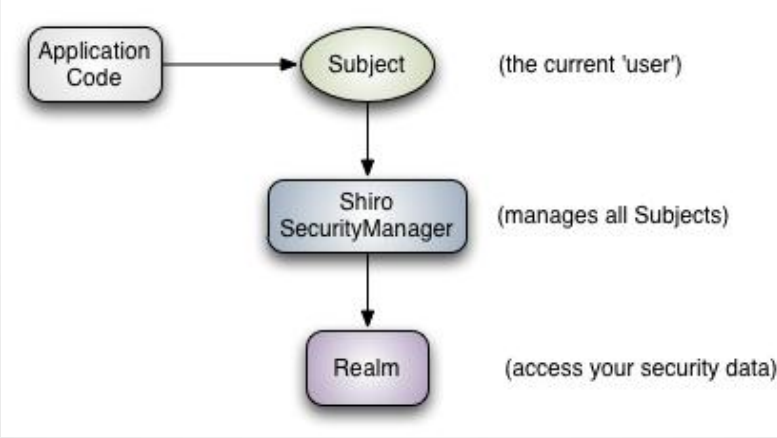 Application
Code
Subject
(the current 'user')
Shiro
SecurityManager
(manages all Subjects)
Realm
(access your security data)